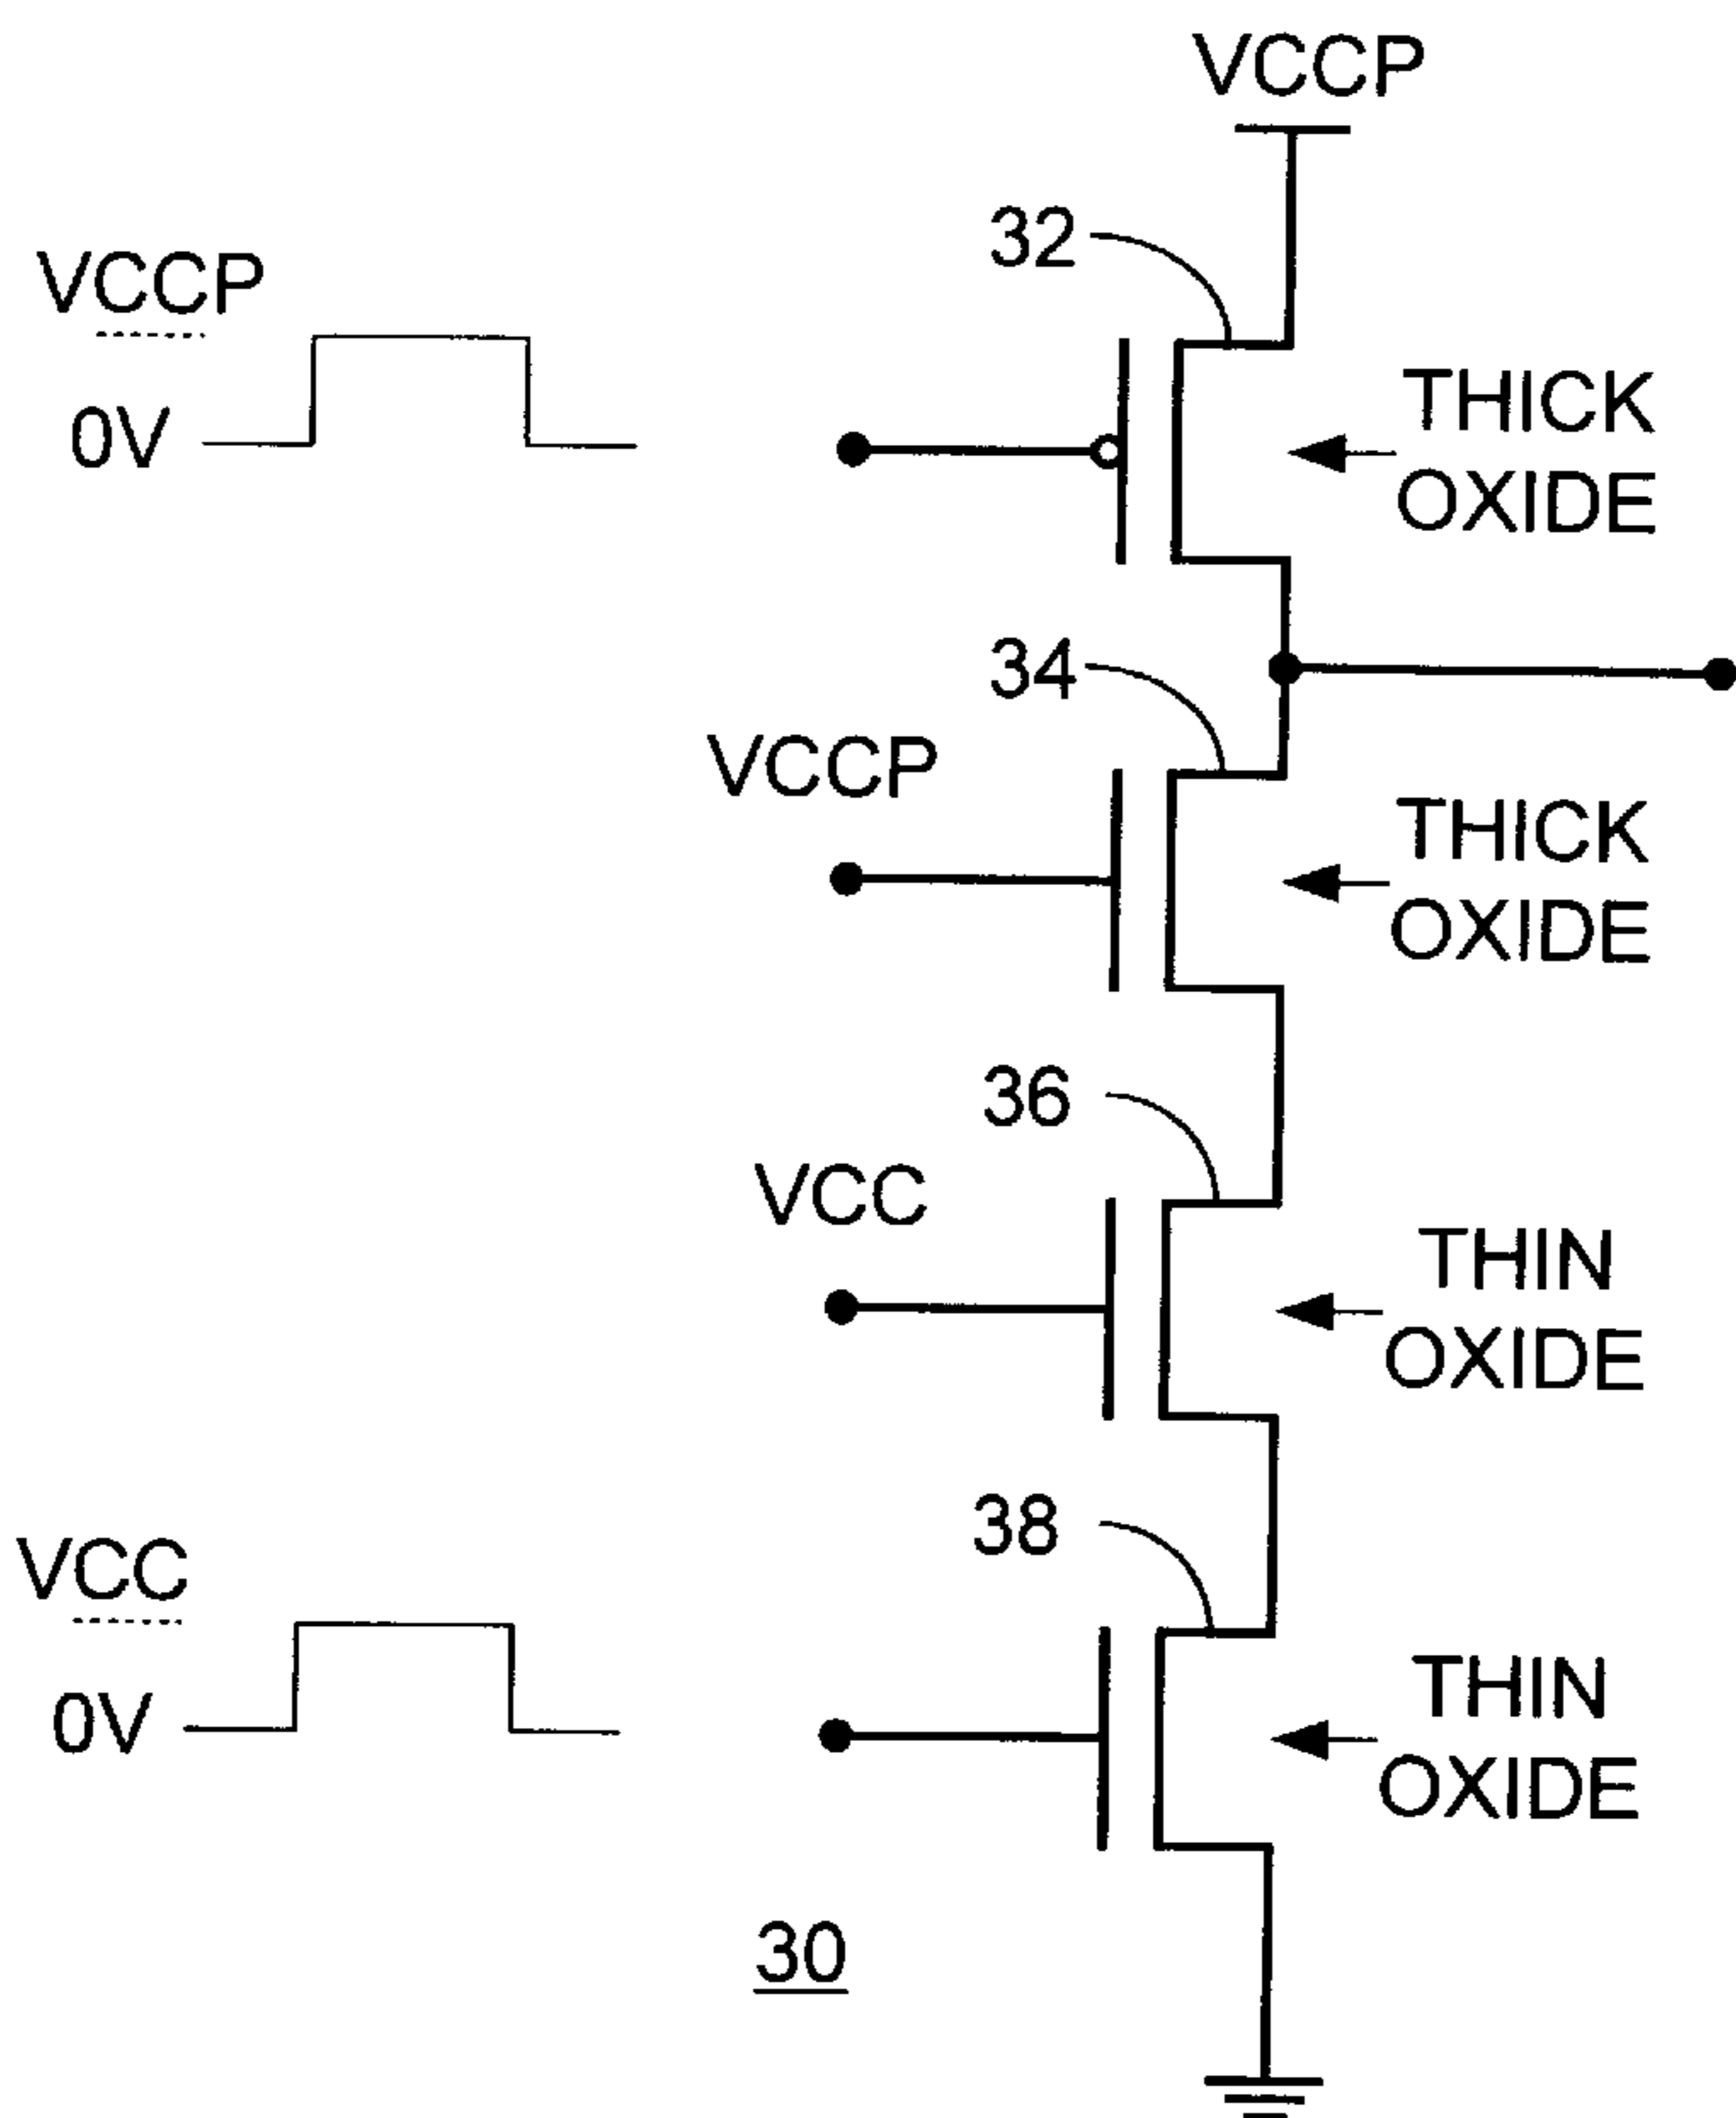 VCCP
32
VCCP
0V
THICK
OXIDE
34
VCCP
THICK
OXIDE
36
VCC
THIN
OXIDE
38
VCC
0V
THIN
OXIDE
30